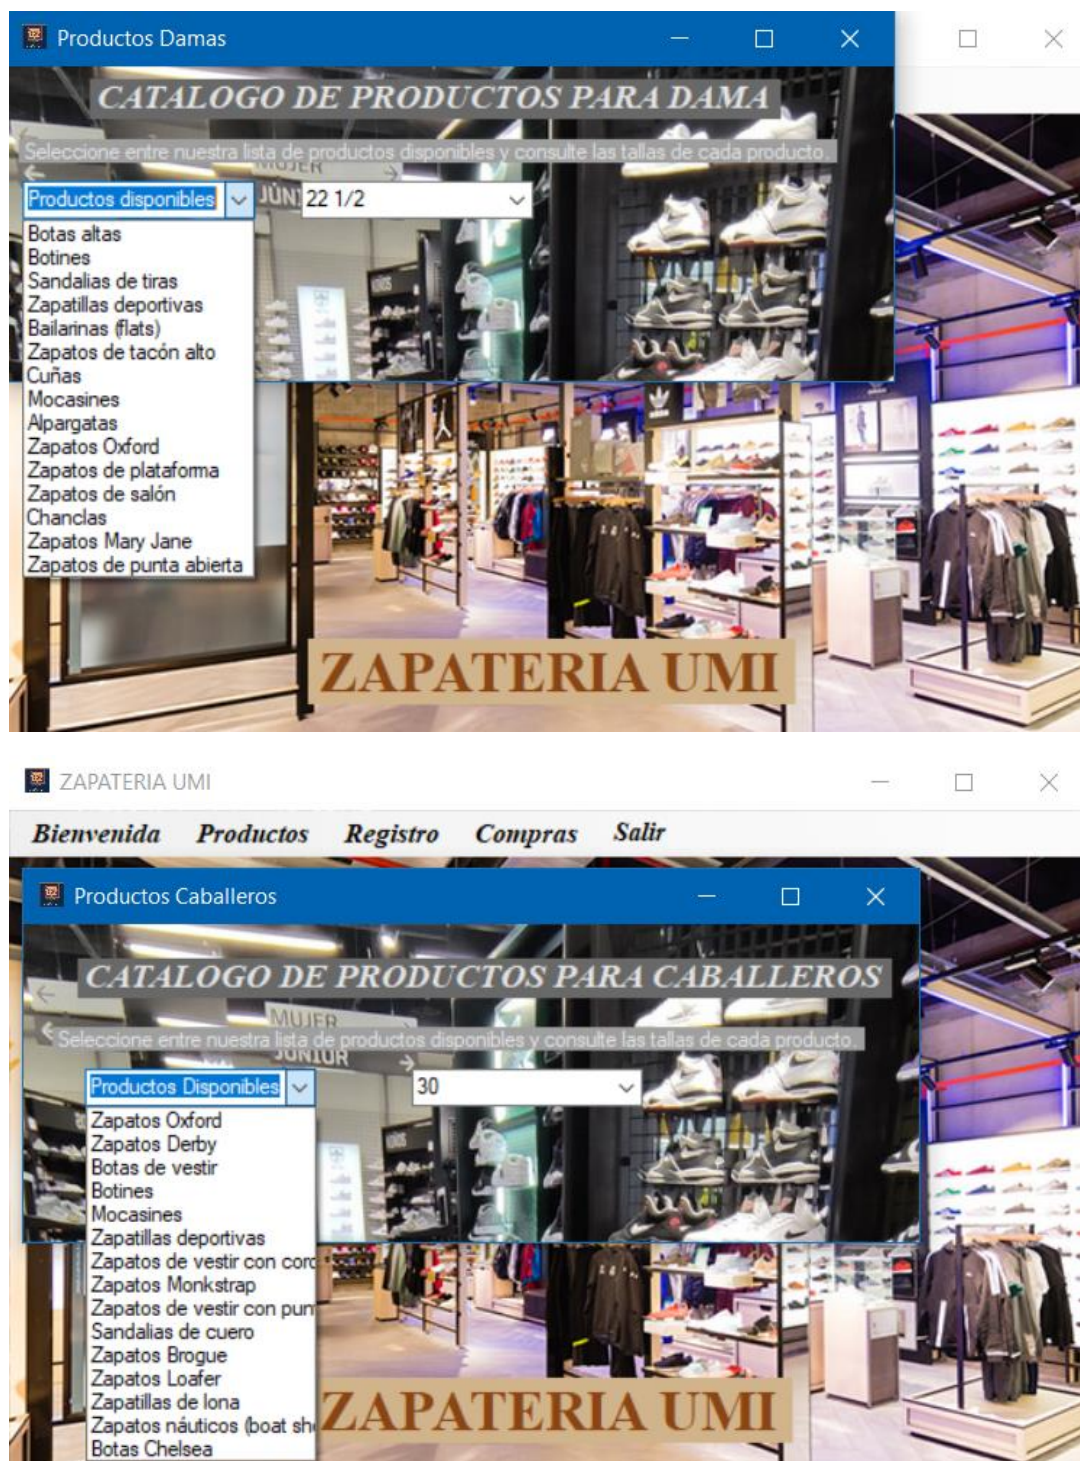 Productos Damas
CATALOGO DE PRODUCTOS PARA DAMA
Seleccione entre nuestra lista de productos disponibles y consulte las tallas de cada producto.
MUJER
JÚNI
Productos disponibles
22 1/2
Botas altas
Botines
Sandalias de tiras
Zapatillas deportivas
Bailarinas (flats)
Zapatos de tacón alto
Cuñas
Mocasines
Alpargatas
Zapatos Oxford
Zapatos de plataforma
Zapatos de salón
Chanclas
Zapatos Mary Jane
Zapatos de punta abierta
ZAPATERIA UMI
ZAPATERIA UMI
Bienvenida Productos Registro Compras Salir
Productos Caballeros
CATALOGO DE PRODUCTOS PARA CABALLEROS
MUJER
Seleccione entre nuestra lista de productos disponibles y consulte las tallas de cada producto.
JÚNIOR
Productos Disponibles
30
Zapatos Oxford
Zapatos Derby
Botas de vestir
Botines
Mocasines
Zapatillas deportivas
Zapatos de vestir con cord
Zapatos Monkstrap
Zapatos de vestir con pun
Sandalias de cuero
Zapatos Brogue
Zapatos Loafer
Zapatillas de lona
Zapatos náuticos (boat sh
Botas Chelsea
ZAPATERIA UMI